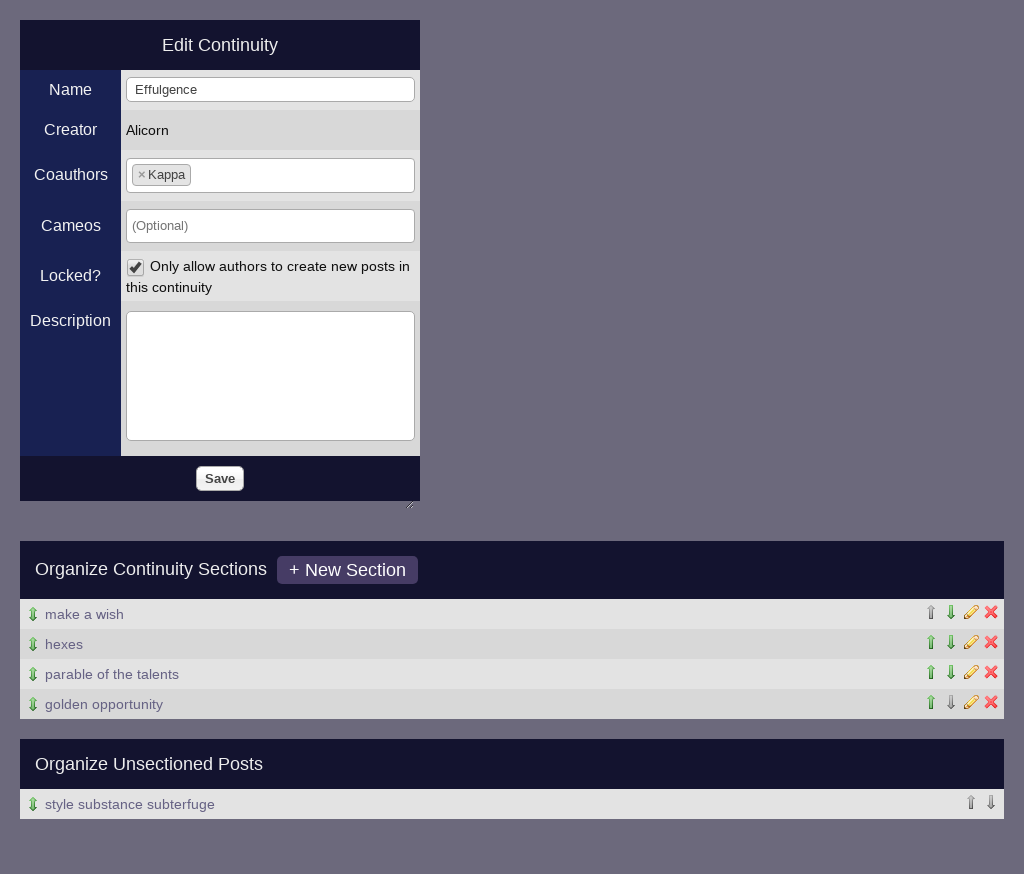 Edit Continuity
Name
Effulgence
Creator
Alicorn
Coauthors
×Kappa
Cameos
(Optional)
Locked?
Only allow authors to create new posts in
this continuity
Description
Save
Organize Continuity Sections
+ New Section
make a wish
hexes
parable of the talents
golden opportunity
Organize Unsectioned Posts
style substance subterfuge